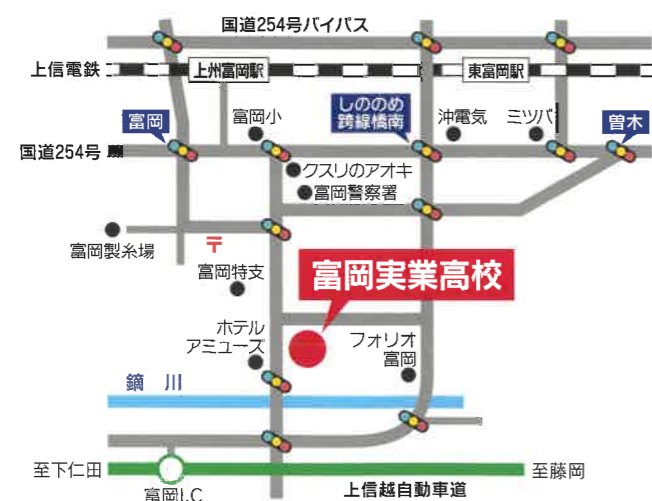 国道254号バイパス
上信電鉄
上州富岡駅
東富岡駅
富岡
富岡小
しののめ
跨線橋南
沖電気
ミツバ
曽木
国道254号
クスリのアオキ
富岡警察署
〒
富岡製糸場
富岡特支
富岡実業高校
ホテル
アミューズ
フォリオ
富岡
鏑川
至下仁田
至藤岡
富岡I.C
上信越自動車道